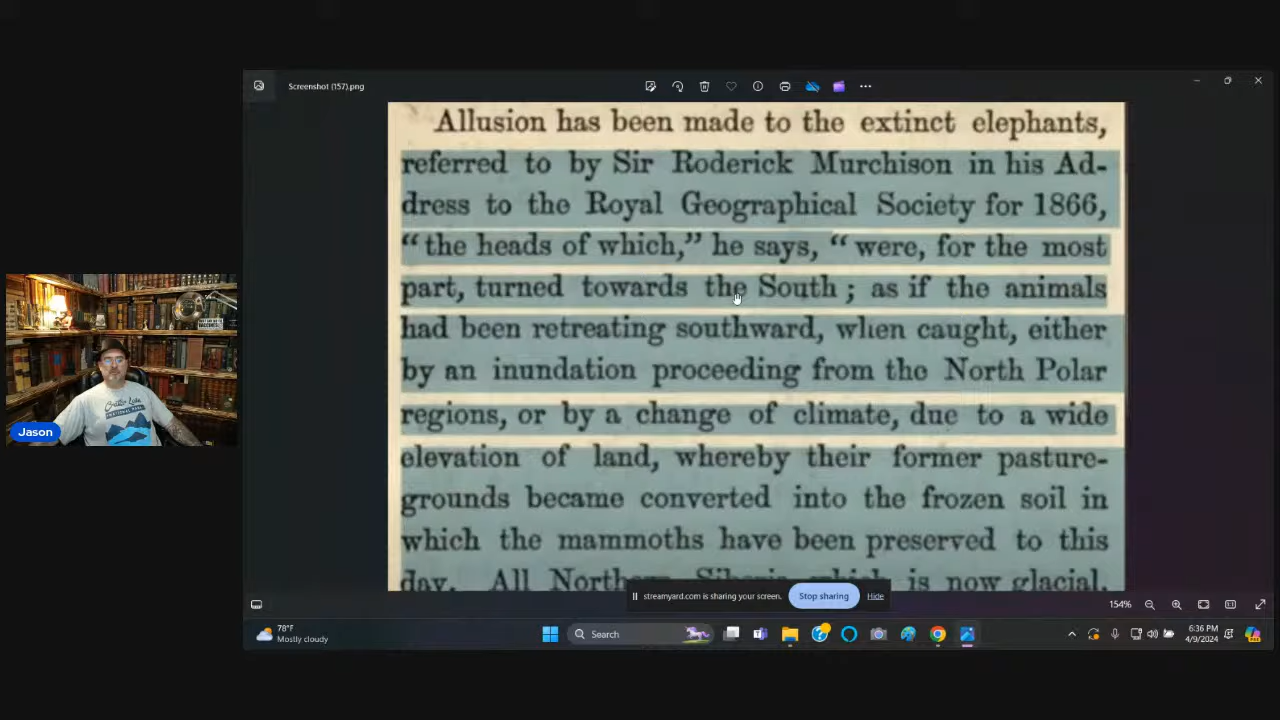 Screenshot (157).png
Allusion has been made to the extinct elephants,
referred to by Sir Roderick Murchison in his Ad-
dress to the Royal Geographical Society for 1866,
“the heads of which,” he says, “were, for the most
part, turned towards the South ; as if the animals
had been retreating southward, when caught, either
by an inundation proceeding from the North Polar
regions, or by a change of climate, due to a wide
elevation of land, whereby their former pasture-
grounds became converted into the frozen soil in
which the mammoths have been preserved to this
day. All Northern Siberia which is now glacial,
Jason
streamyard.com is sharing your screen.
Stop sharing
Hide
154%
78°F
Mostly cloudy
Search
6:36 PM
4/9/2024